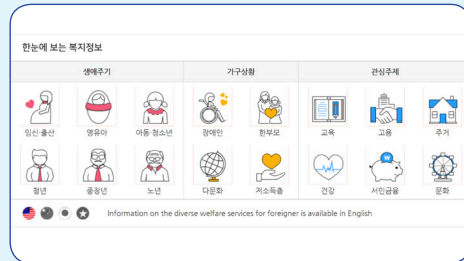 한눈에 보는 복지정보
생애주기 가구상황 관심주제
임신·출산 영유아 아동·청소년 장애인 한부모 교육 고용 주거
청년 중장년 노년 다문화 저소득층 건강 서민금융 문화
Information on the diverse welfare services for foreigner is available in English